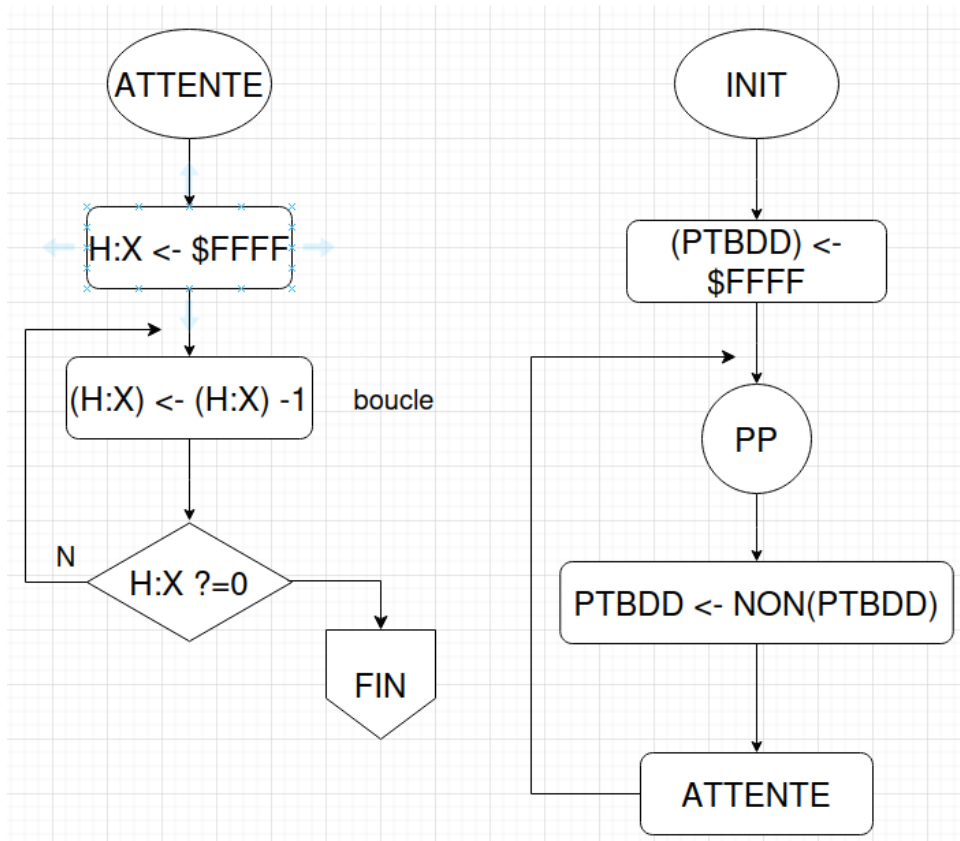 ATTENTE
H:X <- $FFFF
(H:X) <- (H:X) -1
boucle
N
H:X ?=0
FIN
INIT
(PTBDD) <-
$FFFF
PP
PTBDD <- NON(PTBDD)
ATTENTE